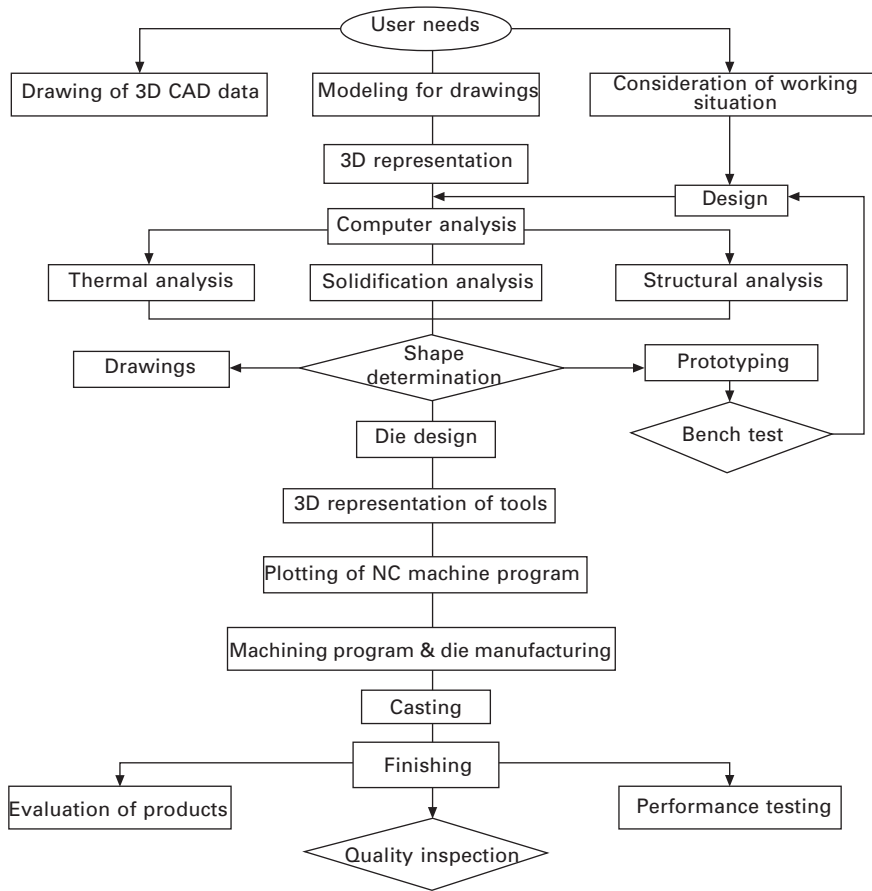 User needs
Drawing of 3D CAD data
Modeling for drawings
Consideration of working
situation
3D representation
Design
Computer analysis
Thermal analysis
Solidification analysis
Structural analysis
Drawings
Shape
determination
Prototyping
Die design
Bench test
3D representation of tools
Plotting of NC machine program
Machining program & die manufacturing
Casting
Finishing
Evaluation of products
Performance testing
Quality inspection